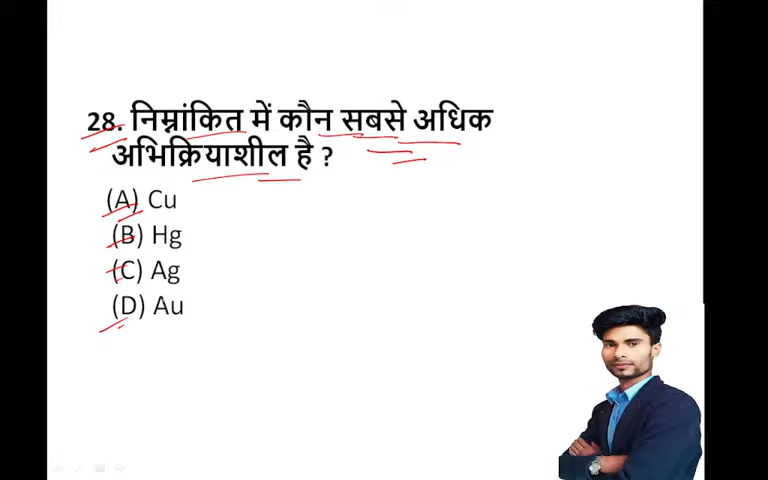 28. निम्नांकित में कौन सबसे अधिक
अभिक्रियाशील है ?
(A) Cu
(B) Hg
(C) Ag
(D) Au